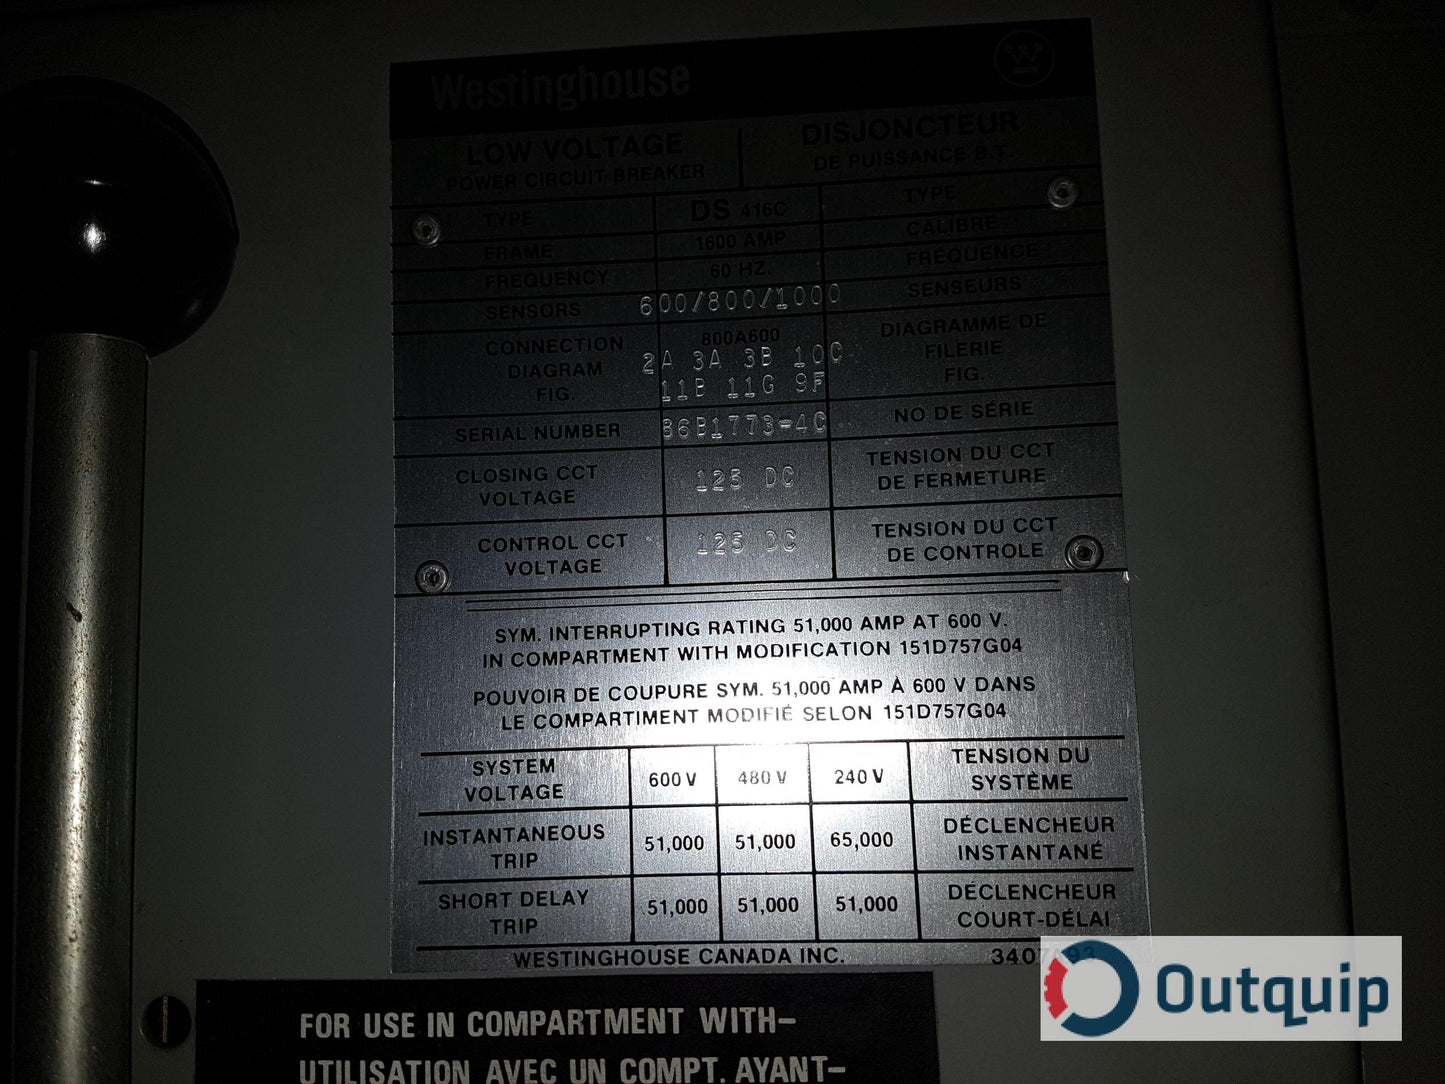 Westinghouse
LOW VOLTAGE
POWER CIRCUIT BREAKER
DISJONCTEUR
DE PUISSANCE B.T.
TYPE DS 416C TYPE
FRAME 1600 AMP CALIBRE
FREQUENCY 60 HZ. FRÉQUENCE
SENSORS 600/800/1000 SENSEURS
CONNECTION DIAGRAM FIG.
800A600
2A 3A 3B 10C
11B 11G 9F
DIAGRAMME DE
FILERIE
FIG.
SERIAL NUMBER 86B1773-4C NO DE SÉRIE
CLOSING CCT
VOLTAGE
125 DC
TENSION DU CCT
DE FERMETURE
CONTROL CCT
VOLTAGE
125 DC
TENSION DU CCT
DE CONTROLE
SYM. INTERRUPTING RATING 51,000 AMP AT 600 V.
IN COMPARTMENT WITH MODIFICATION 151D757G04
POUVOIR DE COUPURE SYM. 51,000 AMP À 600 V DANS
LE COMPARTIMENT MODIFIÉ SELON 151D757G04
SYSTEM
VOLTAGE
600 V 480 V 240 V
TENSION DU
SYSTÈME
INSTANTANEOUS
TRIP
51,000 51,000 65,000
DÉCLENCHEUR
INSTANTANÉ
SHORT DELAY
TRIP
51,000 51,000 51,000
DÉCLENCHEUR
COURT-DÉLAI
WESTINGHOUSE CANADA INC.
FOR USE IN COMPARTMENT WITH-
UTILISATION AVEC UN COMPT. AYANT-
Outquip